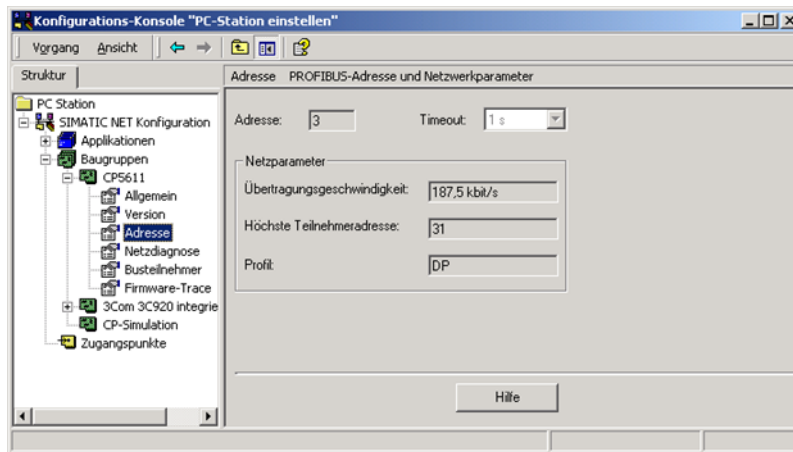 Konfigurations-Konsole "PC-Station einstellen"
Vorgang Ansicht
Struktur
Adresse PROFIBUS-Adresse und Netzwerkparameter
PC Station
SIMATIC NET Konfiguration
Applikationen
Baugruppen
CP5611
Allgemein
Version
Adresse
Netzdiagnose
Busteilnehmer
Firmware-Trace
3Com 3C920 integrie
CP-Simulation
Zugangspunkte
Adresse: 3 Timeout: 1 s
Netzparameter
Übertragungsgeschwindigkeit: 187,5 kbit/s
Höchste Teilnehmeradresse: 31
Profil: DP
Hilfe